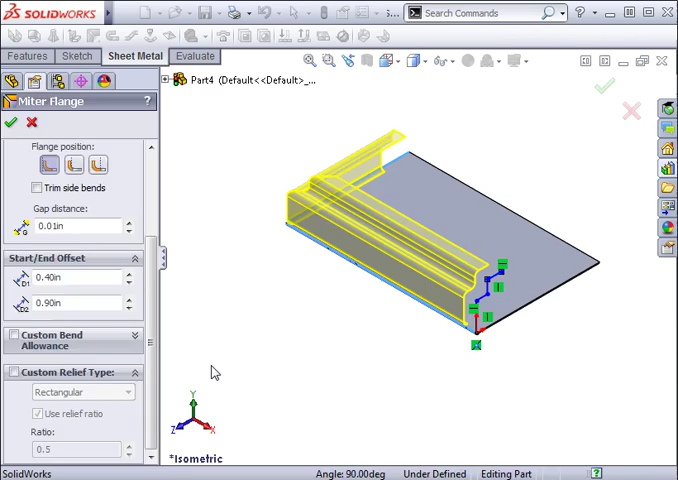 SOLIDWORKS
S...
Search Commands
Features
Sketch
Sheet Metal
Evaluate
Part4 (Default<<Default>_...
Miter Flange
?
Flange position:
Trim side bends
Gap distance:
0.01in
Start/End Offset
D1 0.40in
D2 0.90in
Custom Bend
Allowance
Custom Relief Type:
Rectangular
Use relief ratio
Ratio:
0.5
Y
Z
X
*Isometric
SolidWorks
Angle: 90.00deg
Under Defined
Editing Part
?